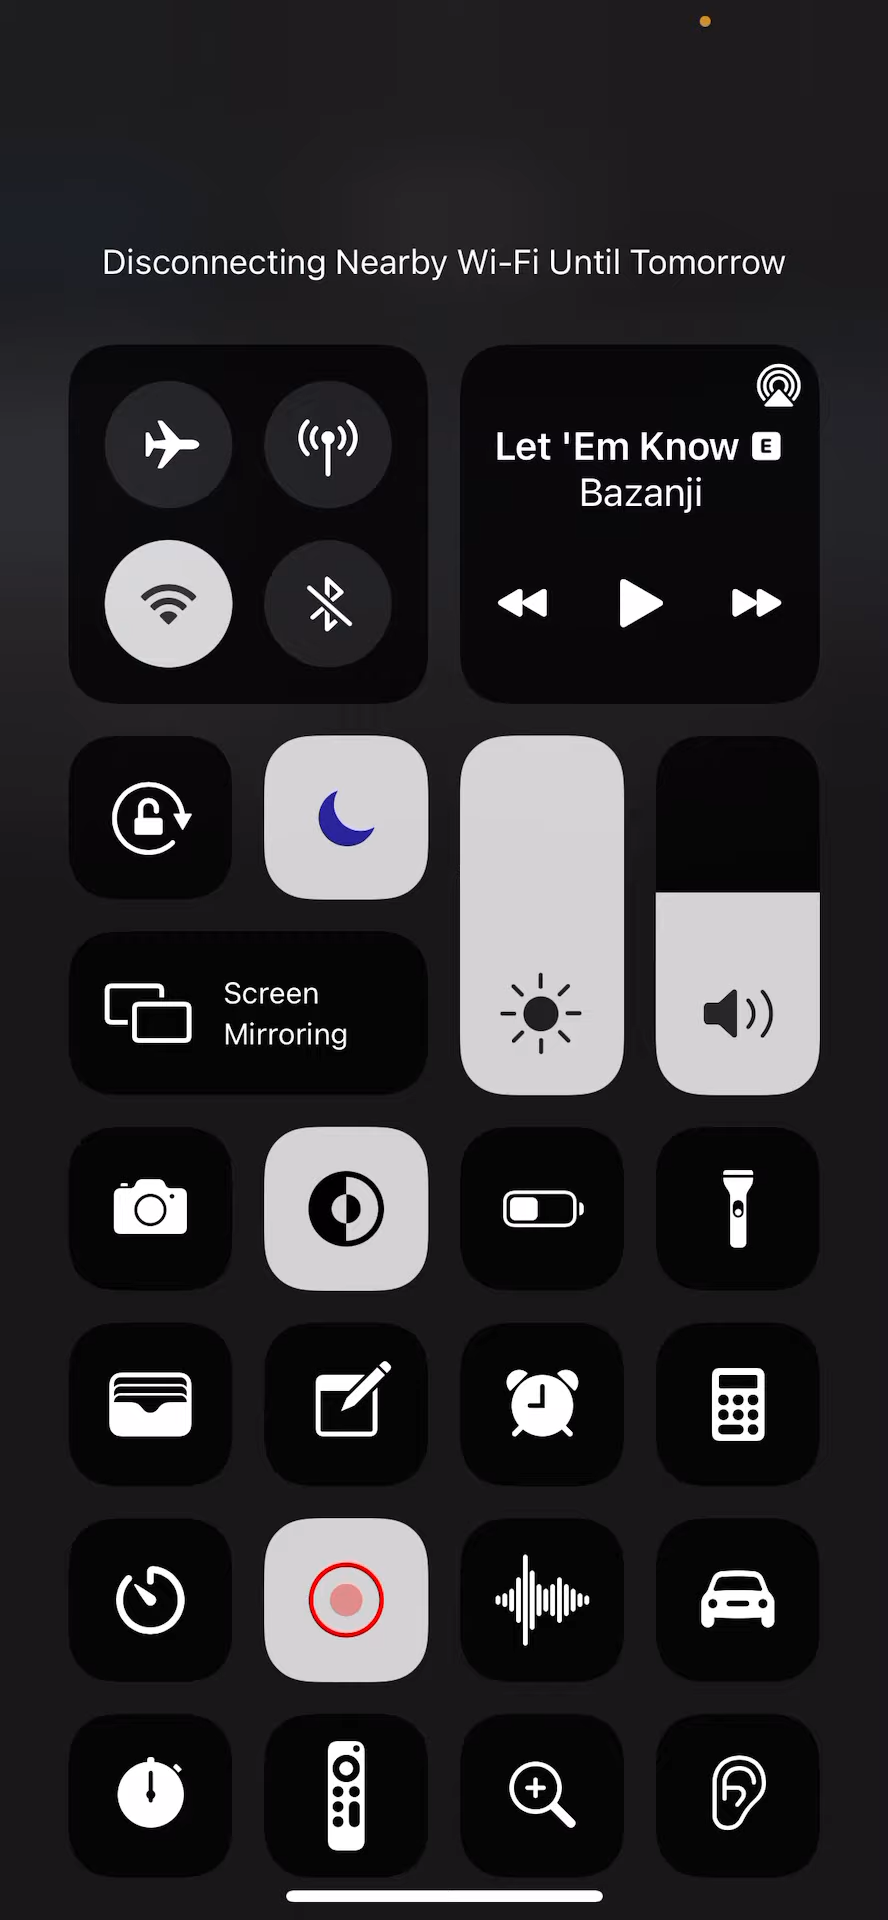 Disconnecting Nearby Wi-Fi Until Tomorrow
Let 'Em Know E
Bazanji
Screen
Mirroring